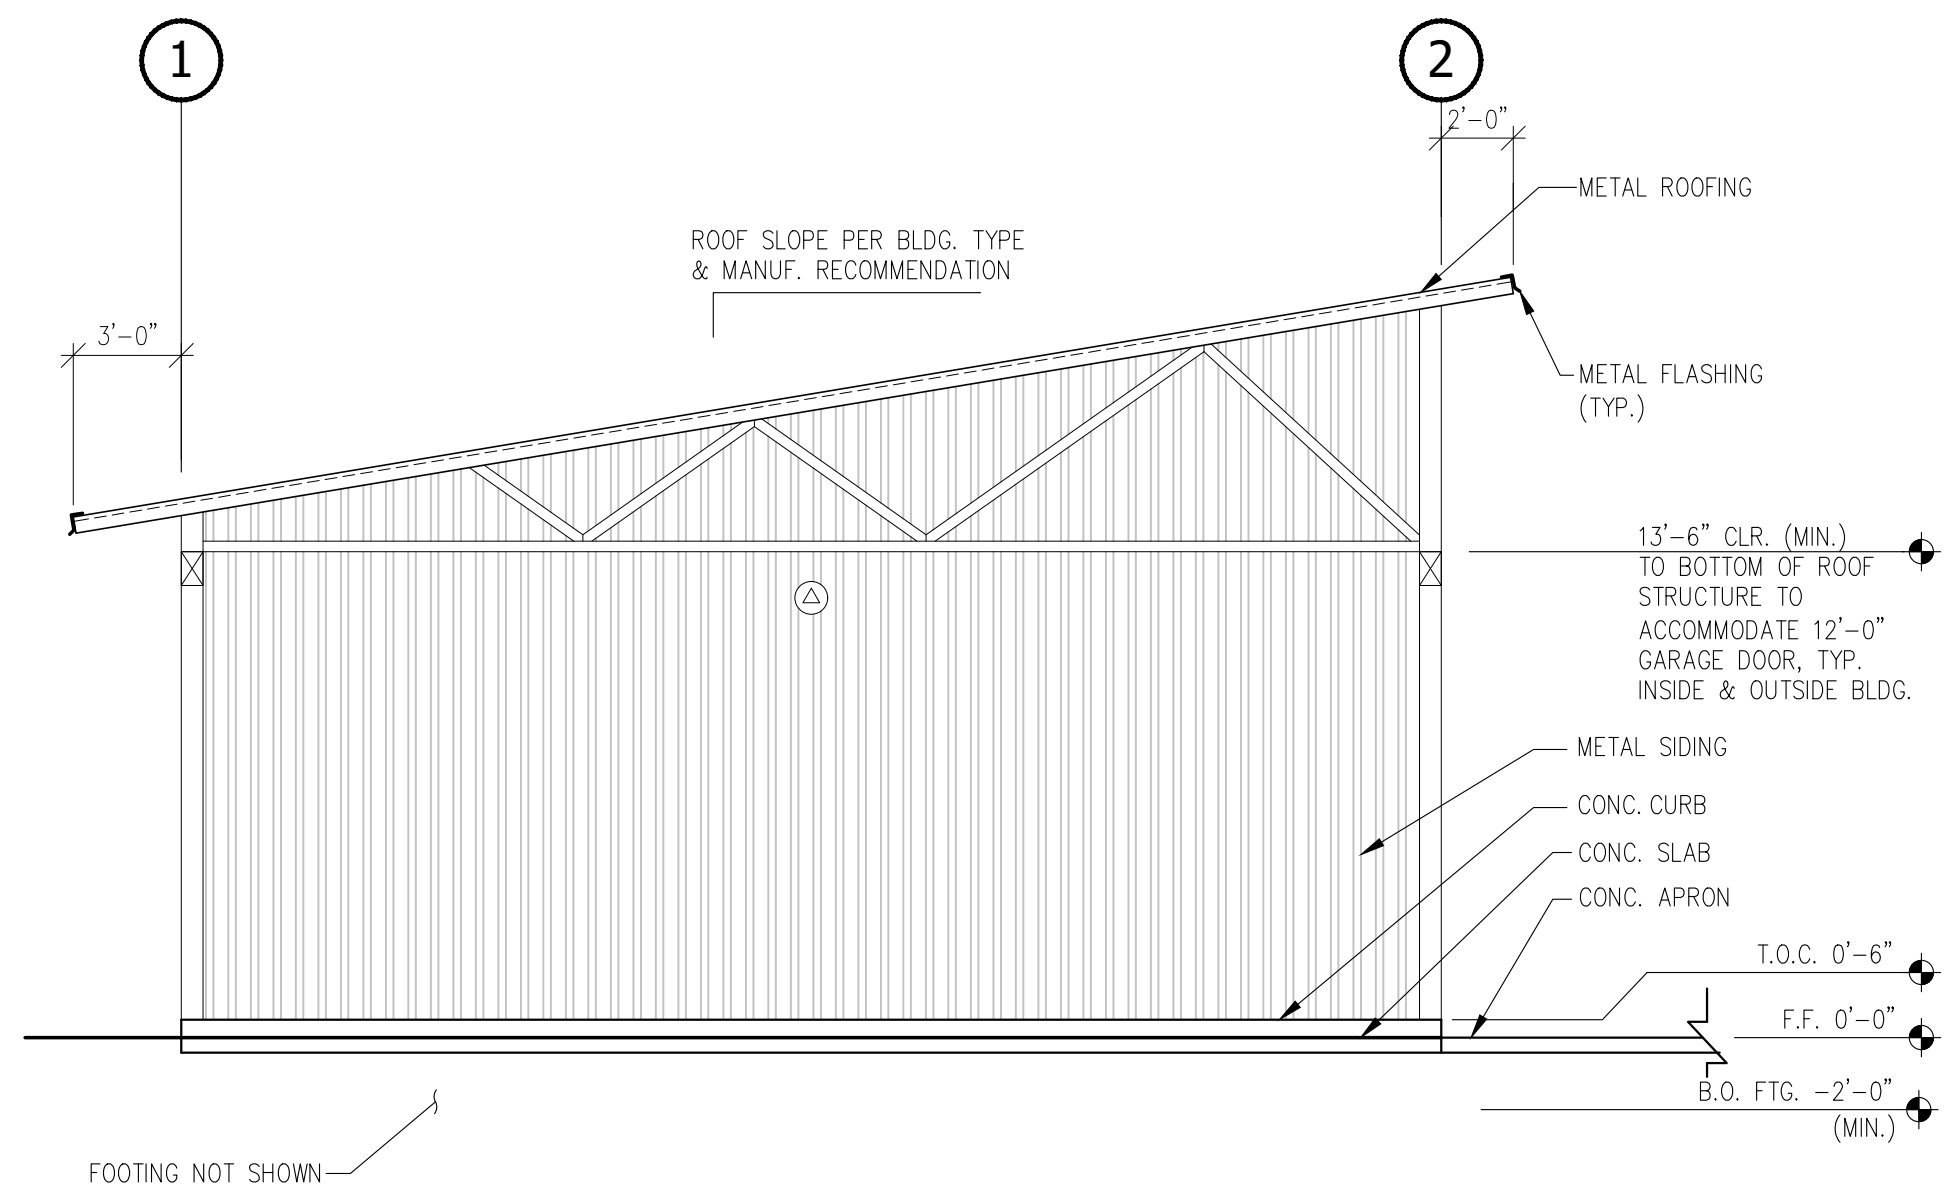 1
2
2'-0"
METAL ROOFING
ROOF SLOPE PER BLDG. TYPE
& MANUF. RECOMMENDATION
3'-0"
METAL FLASHING
(TYP.)
13'-6" CLR. (MIN.)
TO BOTTOM OF ROOF
STRUCTURE TO
ACCOMMODATE 12'-0"
GARAGE DOOR, TYP.
INSIDE & OUTSIDE BLDG.
METAL SIDING
CONC. CURB
CONC. SLAB
CONC. APRON
T.O.C. 0'-6"
F.F. 0'-0"
B.O. FTG. -2'-0"
(MIN.)
FOOTING NOT SHOWN